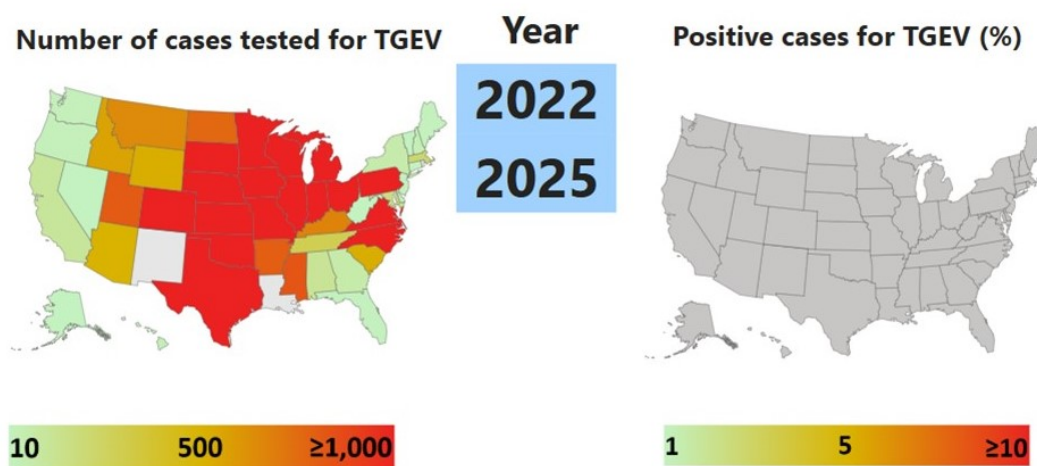 Number of cases tested for TGEV
Year
2022
2025
Positive cases for TGEV (%)
10 500 ≥1,000
1 5 ≥10